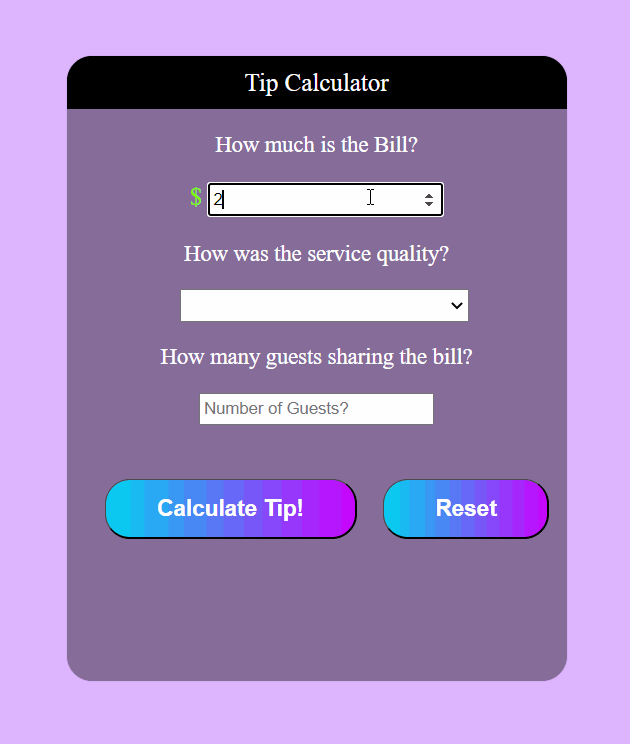 Tip Calculator
How much is the Bill?
$ 2
How was the service quality?
How many guests sharing the bill?
Number of Guests?
Calculate Tip! Reset